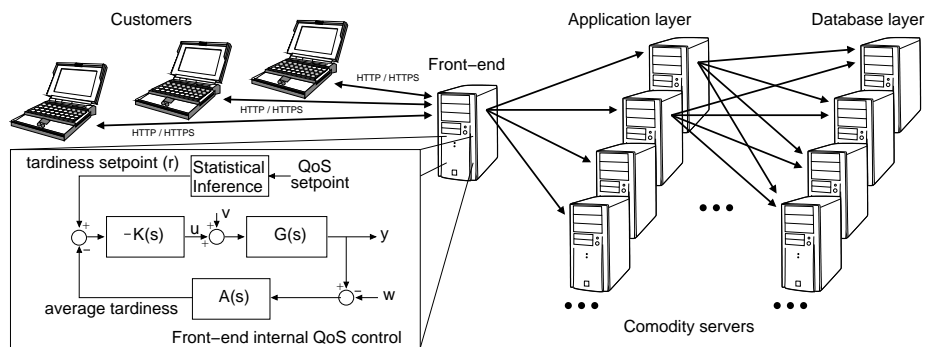 Customers
Application layer
Database layer
Front-end
HTTP / HTTPS
HTTP / HTTPS
HTTP / HTTPS
tardiness setpoint (r)
Statistical
Inference
QoS
setpoint
+
-
-K(s)
u
v
+
+
G(s)
y
+
-
w
A(s)
average tardiness
Front-end internal QoS control
Comodity servers